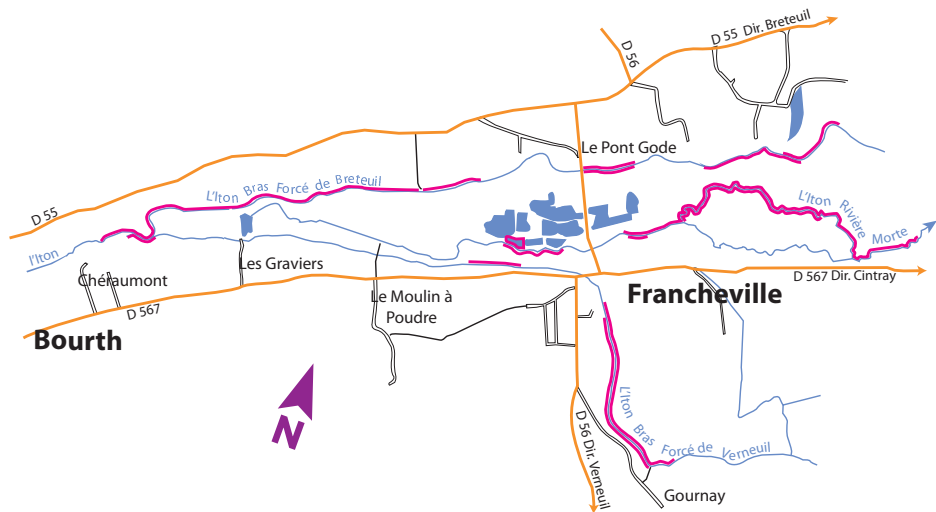 D 56
D 55 Dir. Breteuil
Le Pont Gode
L'Iton Bras Forcé de Breteuil
L'Iton Rivière Morte
D 55
l'Iton
Chéraumont
Les Graviers
D 567 Dir. Cintray
D 567
Le Moulin à
Poudre
Francheville
Bourth
N
L'Iton Bras Forcé de Verneuil
D 56 Dir. Verneuil
Gournay